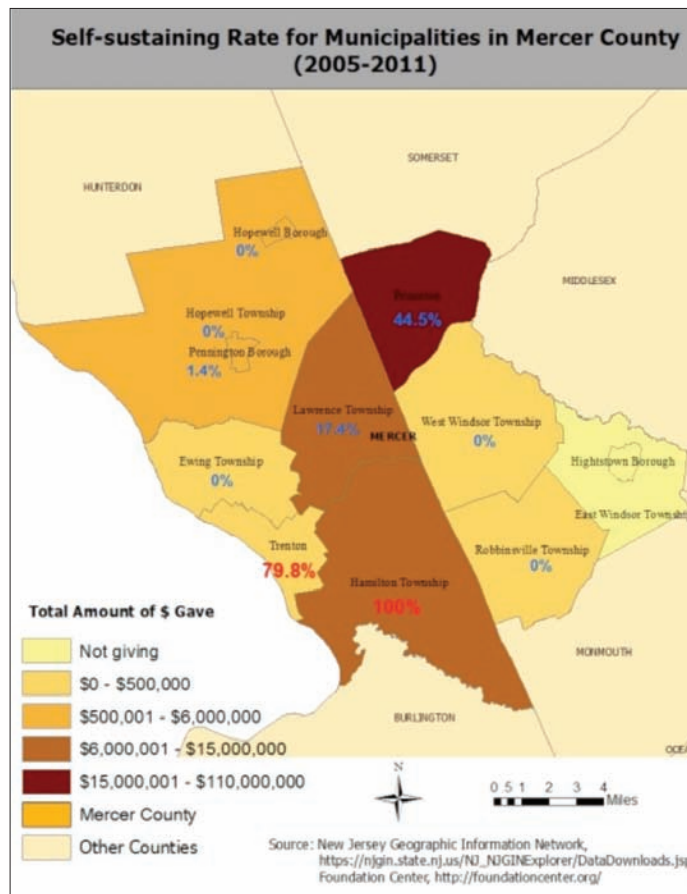 Self-sustaining Rate for Municipalities in Mercer County
(2005-2011)
SOMERSET
HUNTERDON
Hopewell Borough
0%
MIDDLESEX
Princeton
44.5%
Hopewell Township
0%
Pennington Borough
1.4%
Lawrence Township
17.4%
MERCER
West Windsor Township
0%
Ewing Township
0%
Hightstown Borough
East Windsor Township
Trenton
79.8%
Robbinsville Township
0%
Hamilton Township
100%
MONMOUTH
BURLINGTON
OCEA
Total Amount of $ Gave
Not giving
$0 - $500,000
$500,001 - $6,000,000
$6,000,001 - $15,000,000
$15,000,001 - $110,000,000
Mercer County
Other Counties
N
0 0.5 1 2 3 4
Miles
Source: New Jersey Geographic Information Network,
https://njgin.state.nj.us/NJ_NJGINExplorer/DataDownloads.jsp
Foundation Center, http://foundationcenter.org/